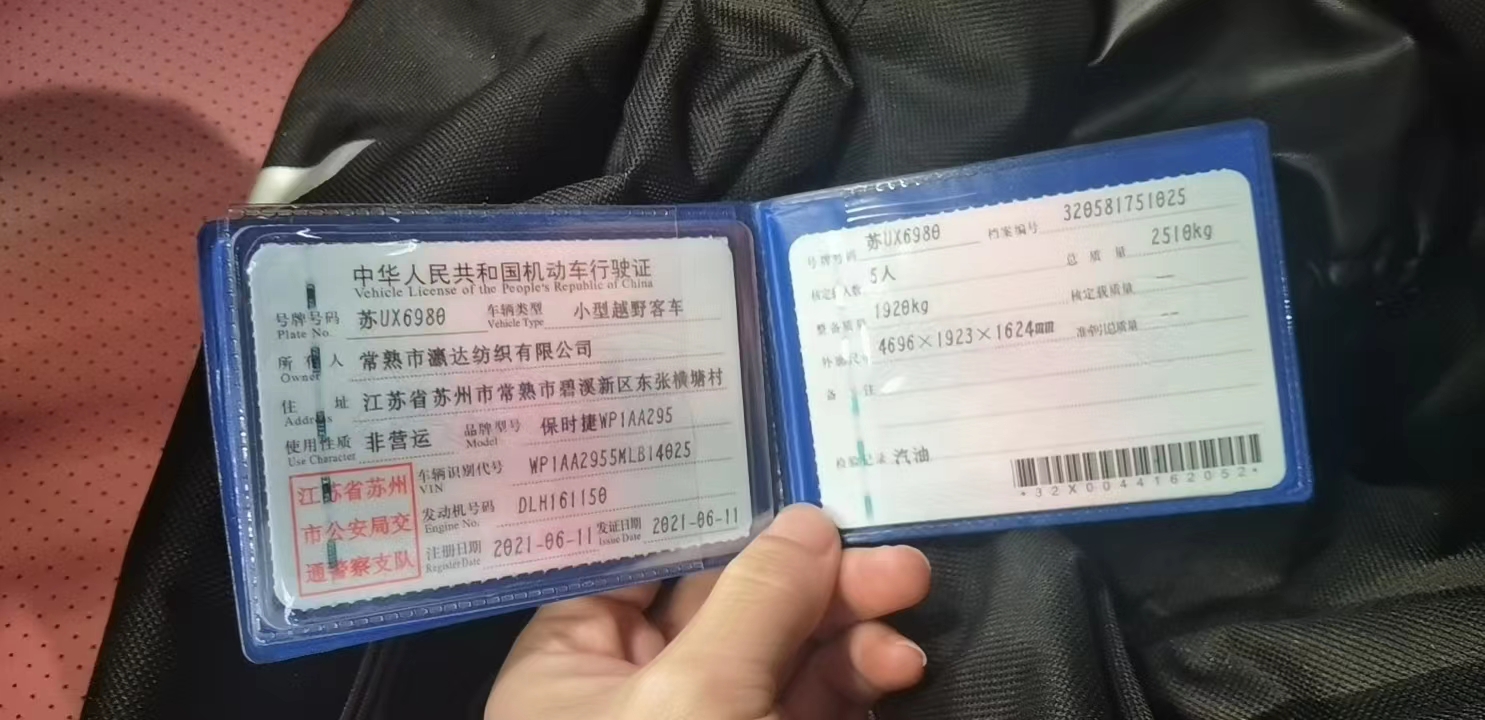 中华人民共和国机动车行驶证
Vehicle License of the People's Republic of China
号牌号码 苏UX6980 车辆类型 小型越野客车
Plate No. Vehicle Type
所有人 常熟市瀛达纺织有限公司
Owner
住址 江苏省苏州市常熟市碧溪新区东张横塘村
Address
使用性质 非营运 品牌型号 保时捷WP1AA295
Use Character Model
车辆识别代号 WP1AA2955MLB14025
VIN
发动机号码 DLH161150
Engine No.
注册日期 2021-06-11 发证日期 2021-06-11
Register Date Issue Date
江苏省苏州
市公安局交
通警察支队
号牌号码 苏UX6980 档案编号 320581751025
核定载人数 5人 总质量 2510kg
整备质量 1920kg 核定载质量 --
外廓尺寸 4696×1923×1624mm 准牵引总质量 --
备注
检验记录 汽油
*32X0044162052*